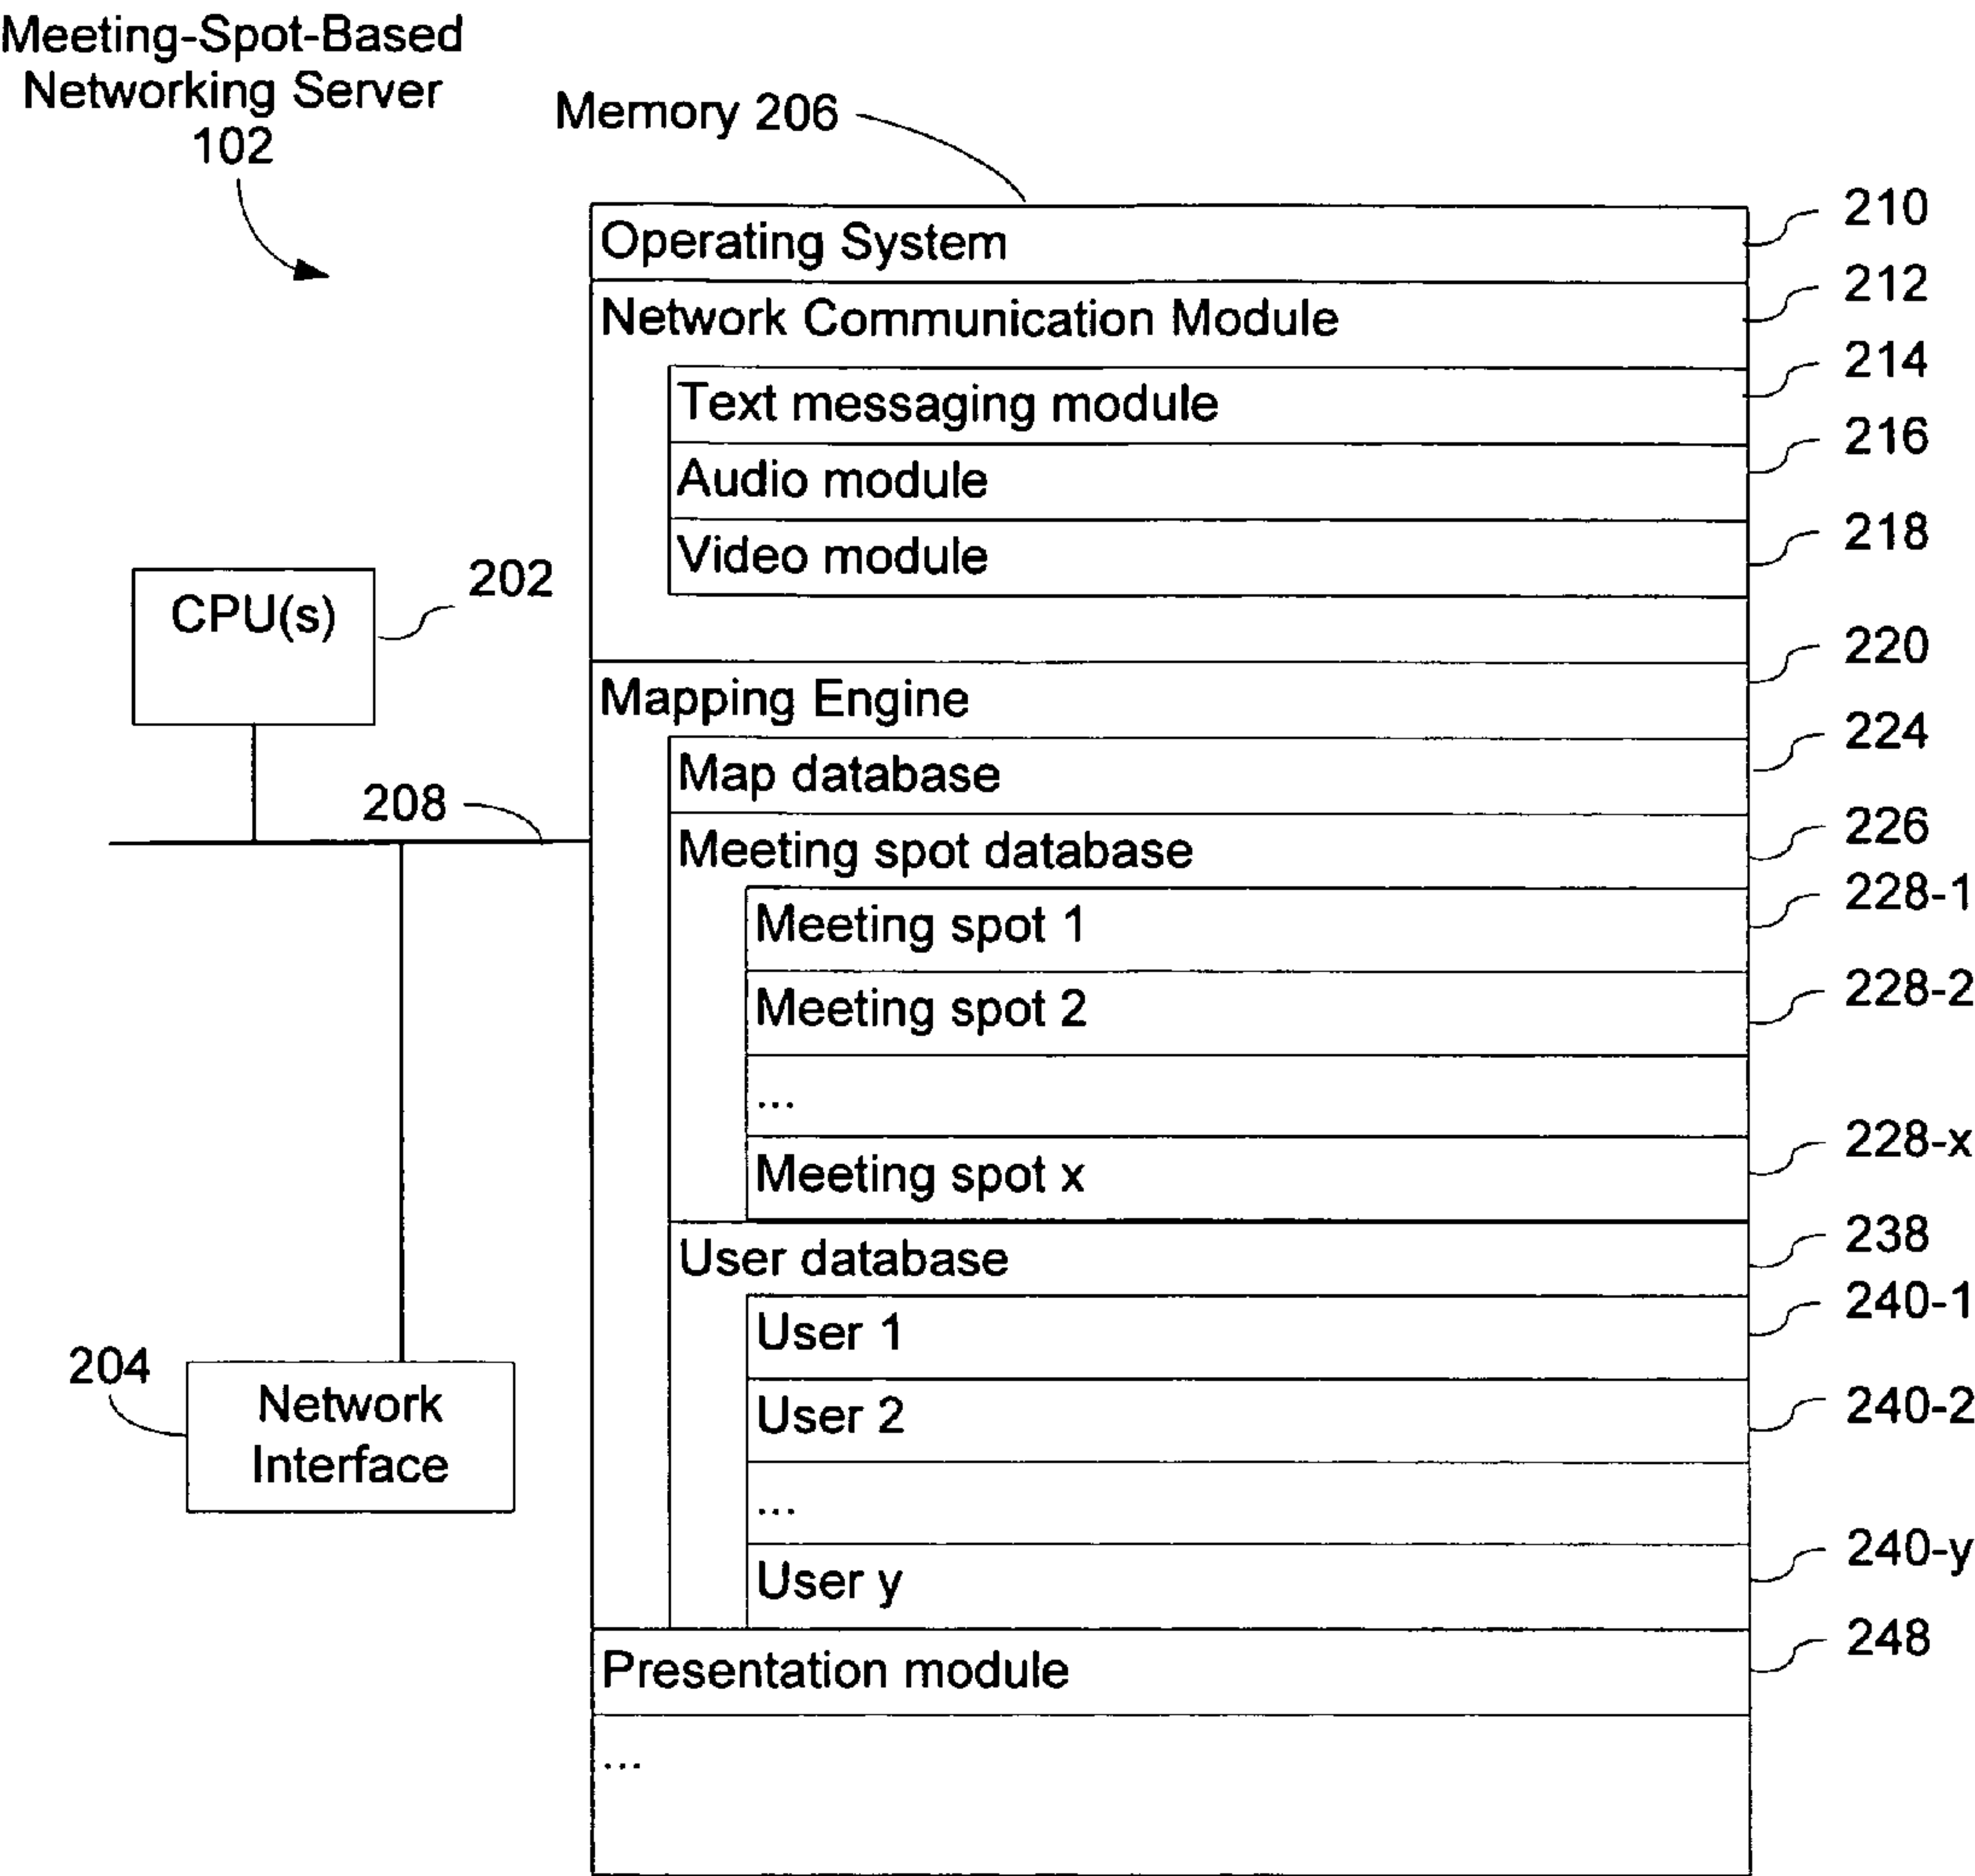 Meeting-Spot-Based
Networking Server
102
Memory 206
Operating System
210
Network Communication Module
212
Text messaging module
214
Audio module
216
Video module
218
CPU(s)
202
Mapping Engine
220
Map database
224
208
Meeting spot database
226
Meeting spot 1
228-1
Meeting spot 2
228-2
...
Meeting spot x
228-x
User database
238
User 1
240-1
204
Network
Interface
User 2
240-2
...
User y
240-y
Presentation module
248
...